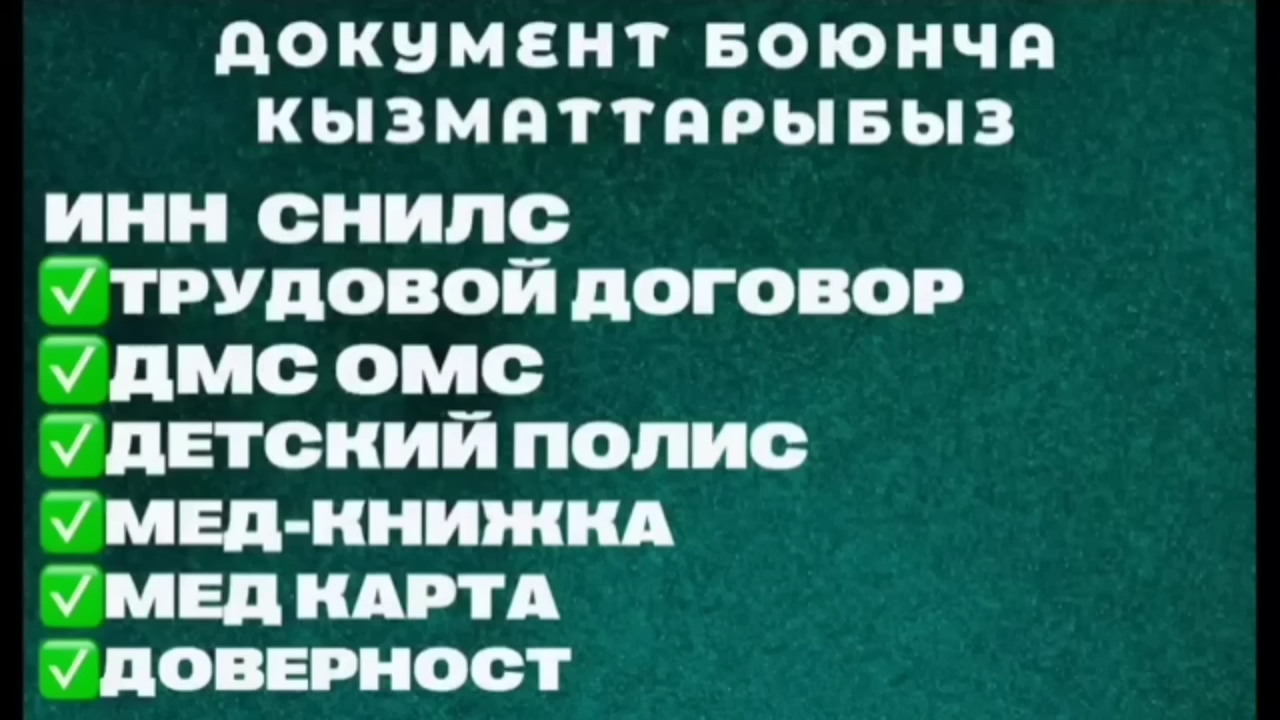 ДОКУМЕНТ БОЮНЧА
КЫЗМАТТАРЫБЫЗ
ИНН СНИЛС
✅ТРУДОВОЙ ДОГОВОР
✅ДМС ОМС
✅ДЕТСКИЙ ПОЛИС
✅МЕД-КНИЖКА
✅МЕД КАРТА
✅ДОВЕРНОСТ